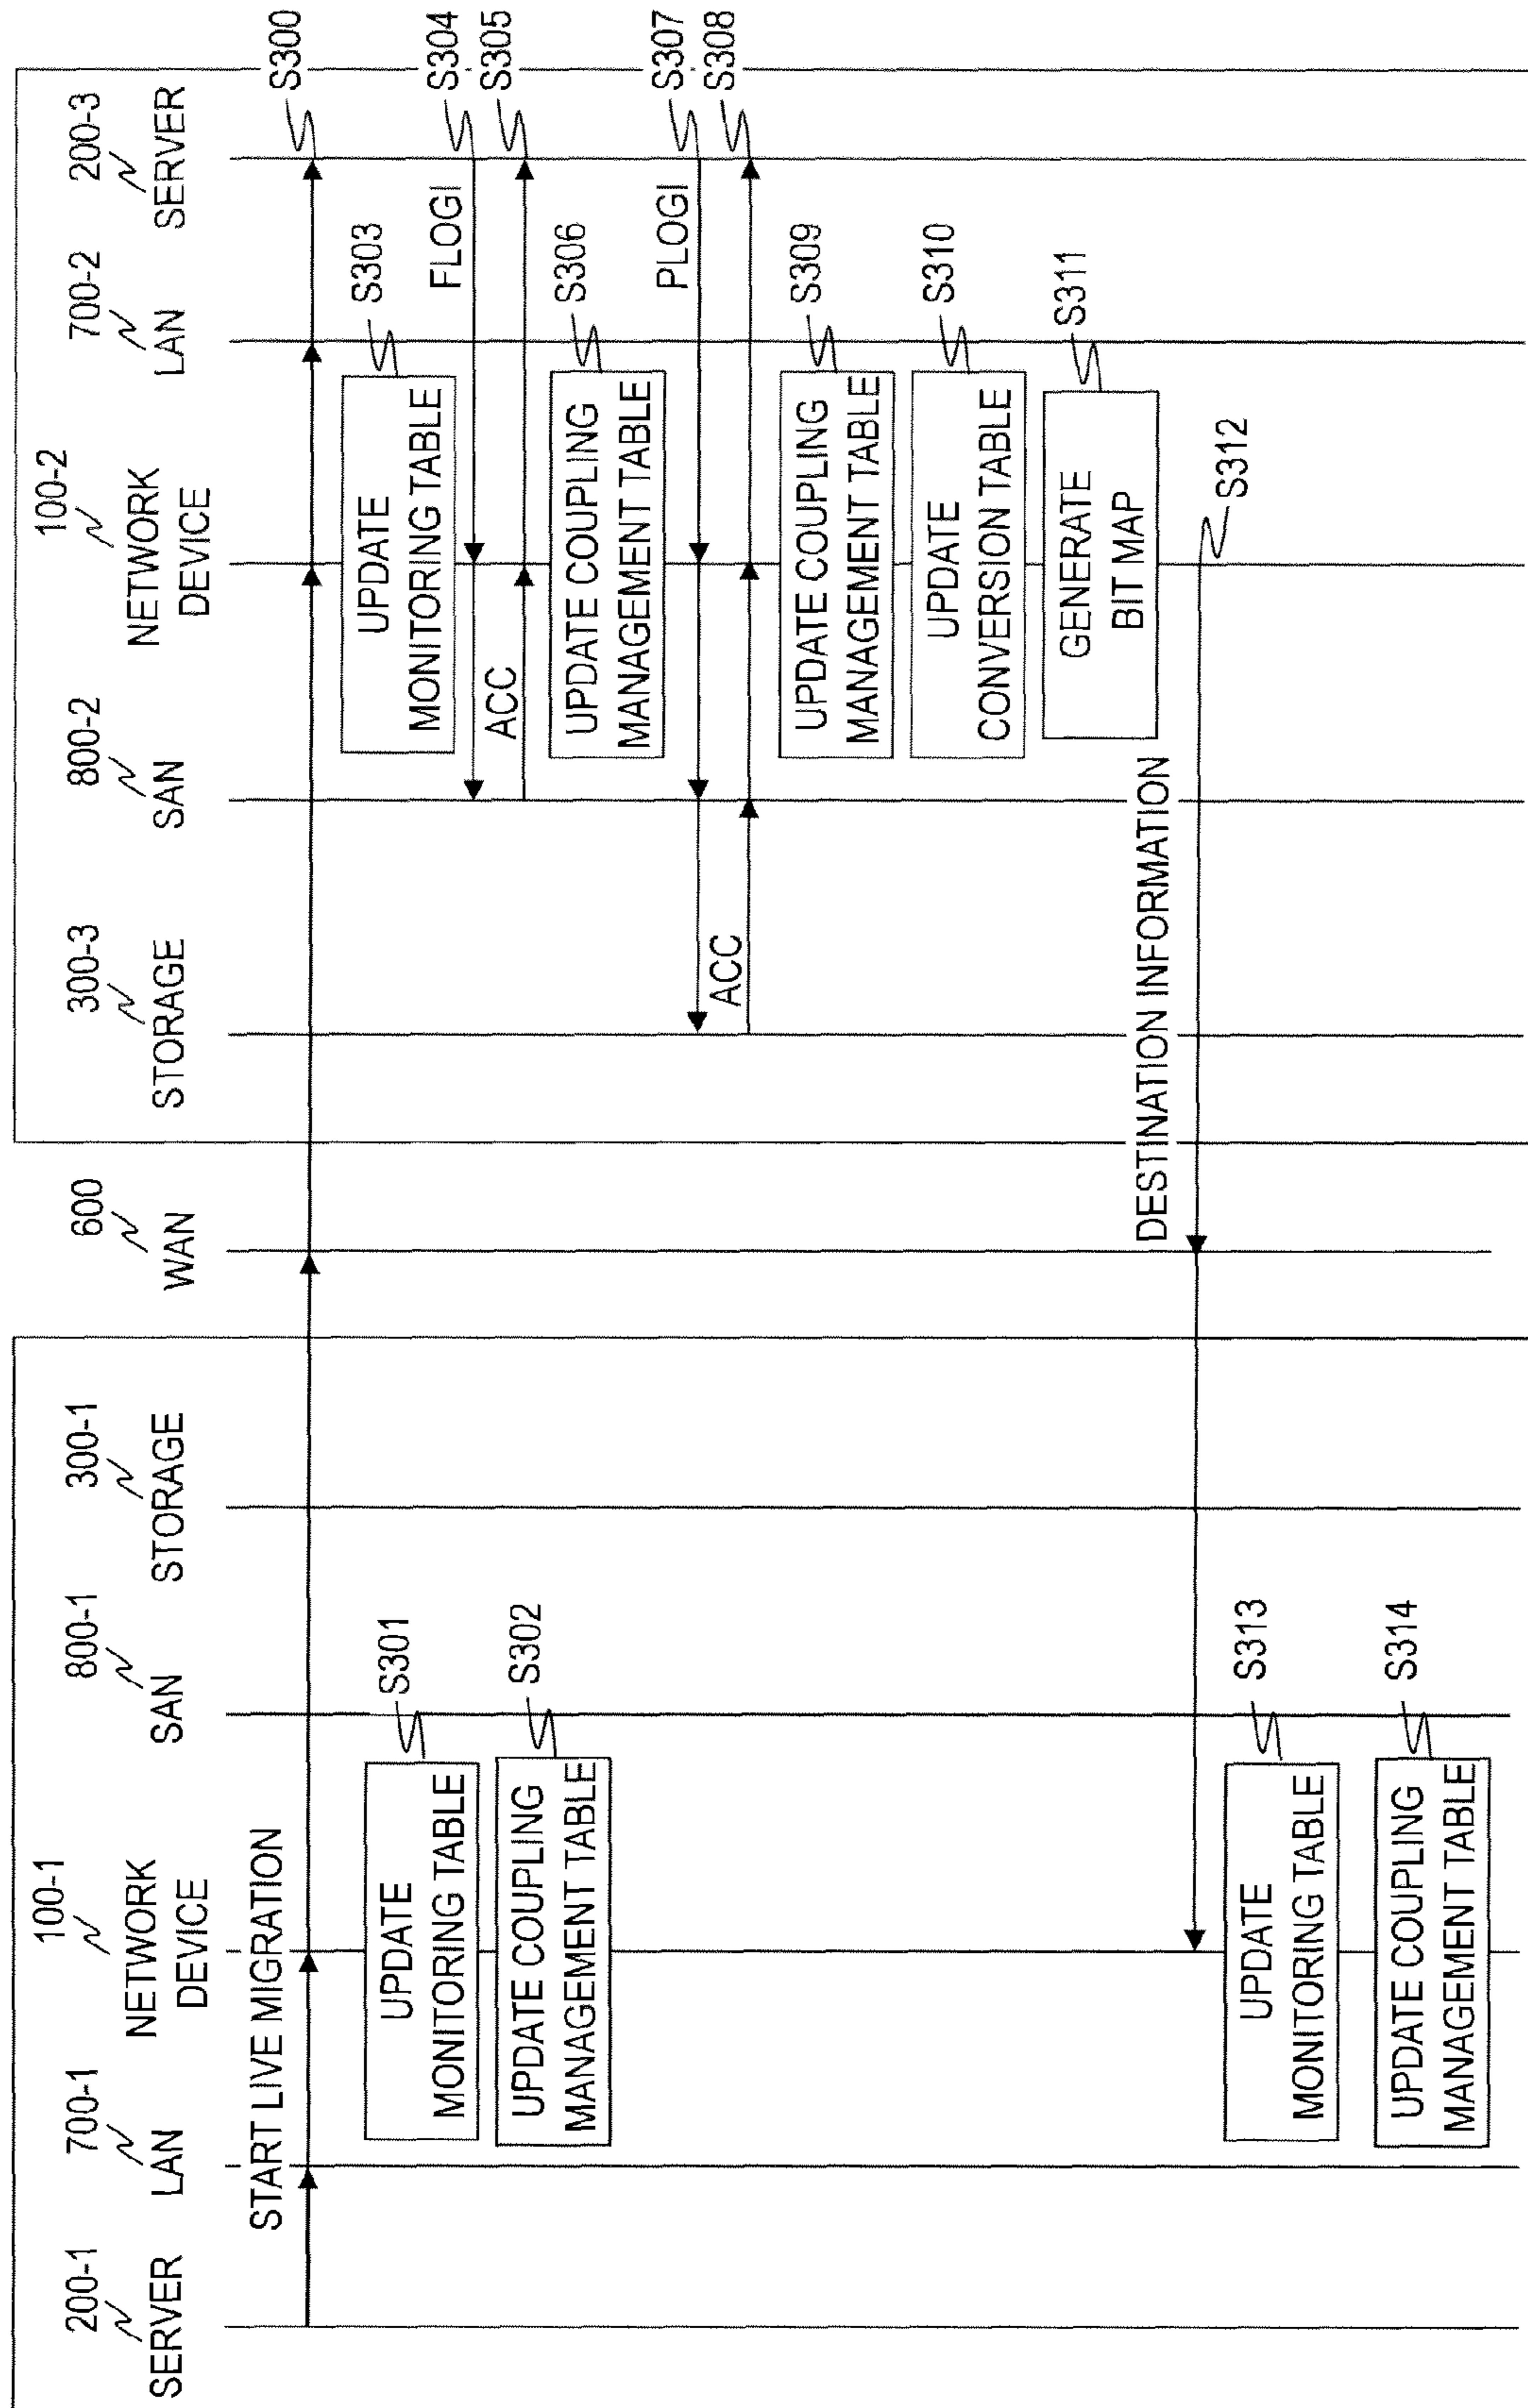 200-1
SERVER
700-1
LAN
100-1
NETWORK
DEVICE
800-1
SAN
300-1
STORAGE
600
WAN
300-3
STORAGE
800-2
SAN
100-2
NETWORK
DEVICE
700-2
LAN
200-3
SERVER
START LIVE MIGRATION
S300
UPDATE
MONITORING TABLE
S301
UPDATE COUPLING
MANAGEMENT TABLE
S302
UPDATE
MONITORING TABLE
S303
FLOGI
S304
ACC
S305
UPDATE COUPLING
MANAGEMENT TABLE
S306
PLOGI
S307
ACC
S308
UPDATE COUPLING
MANAGEMENT TABLE
S309
UPDATE
CONVERSION TABLE
S310
GENERATE
BIT MAP
S311
DESTINATION INFORMATION
S312
UPDATE
MONITORING TABLE
S313
UPDATE COUPLING
MANAGEMENT TABLE
S314